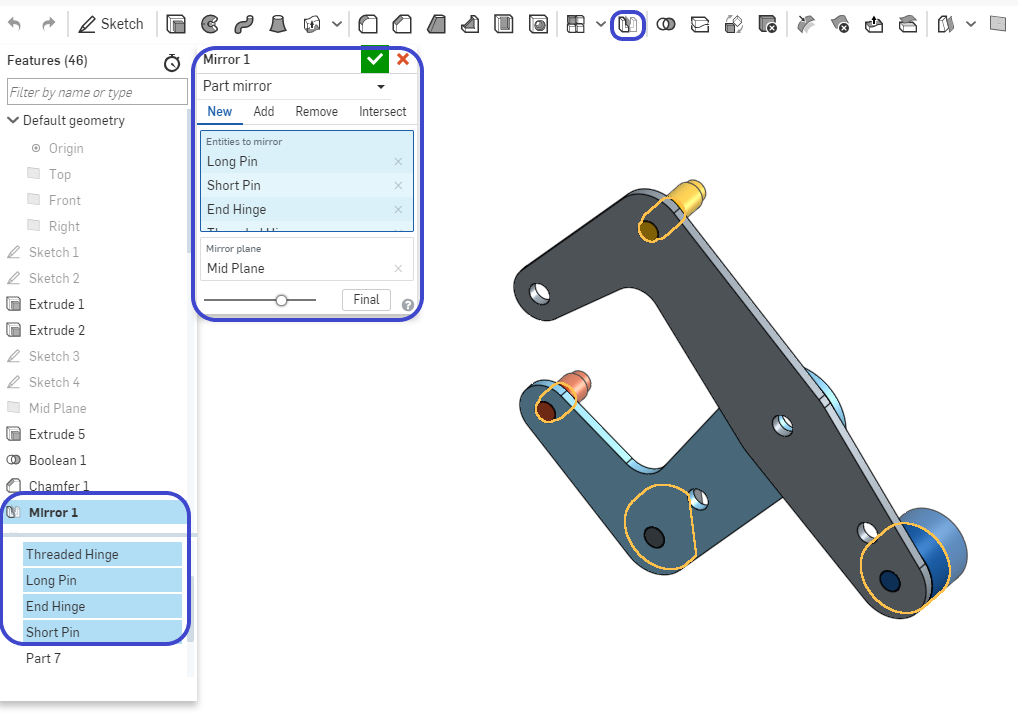 Sketch
Features (46)
Filter by name or type
Default geometry
Origin
Top
Front
Right
Sketch 1
Sketch 2
Extrude 1
Extrude 2
Sketch 3
Sketch 4
Mid Plane
Extrude 5
Boolean 1
Chamfer 1
Mirror 1
Threaded Hinge
Long Pin
End Hinge
Short Pin
Part 7
Mirror 1
Part mirror
New Add Remove Intersect
Entities to mirror
Long Pin
Short Pin
End Hinge
Threaded Hinge
Mirror plane
Mid Plane
Final
?